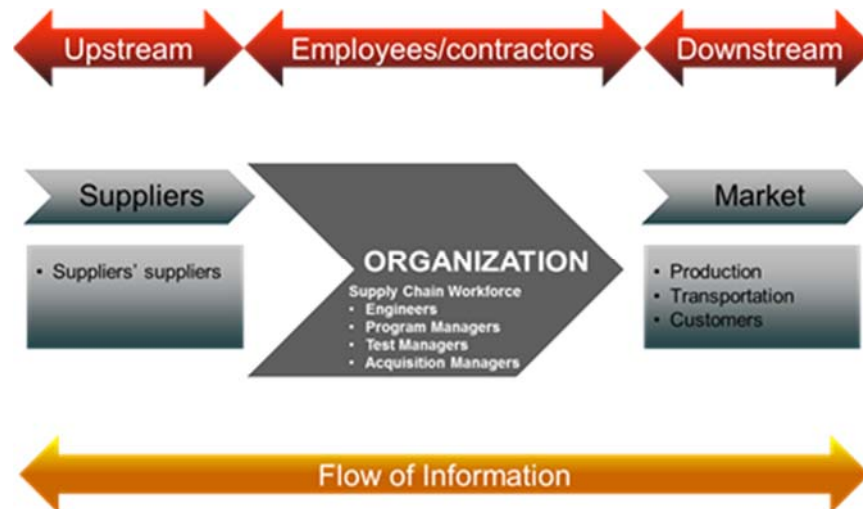 Upstream
Employees/contractors
Downstream
Suppliers
• Suppliers' suppliers
ORGANIZATION
Supply Chain Workforce
• Engineers
• Program Managers
• Test Managers
• Acquisition Managers
Market
• Production
• Transportation
• Customers
Flow of Information